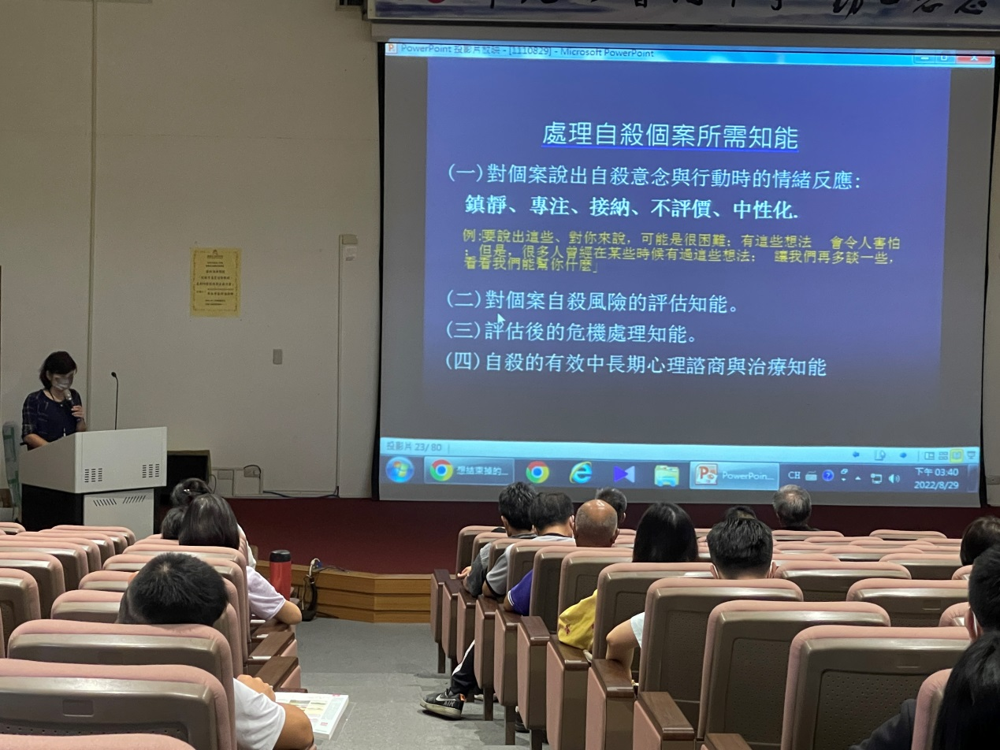 PowerPoint 投影片放映 - [1110829] - Microsoft PowerPoint
處理自殺個案所需知能
(一)對個案說出自殺意念與行動時的情緒反應:
鎮靜、專注、接納、不評價、中性化.
例:要說出這些、對你來說，可能是很困難；有這些想法 會令人害怕
；但是，很多人曾經在某些時候有過這些想法； 讓我們再多談一些，
看看我們能幫你什麼」
(二)對個案自殺風險的評估知能。
(三)評估後的危機處理知能。
(四)自殺的有效中長期心理諮商與治療知能
投影片 23/80
想結束掉的...
PowerPoin...
CH
下午 03:40
2022/8/29